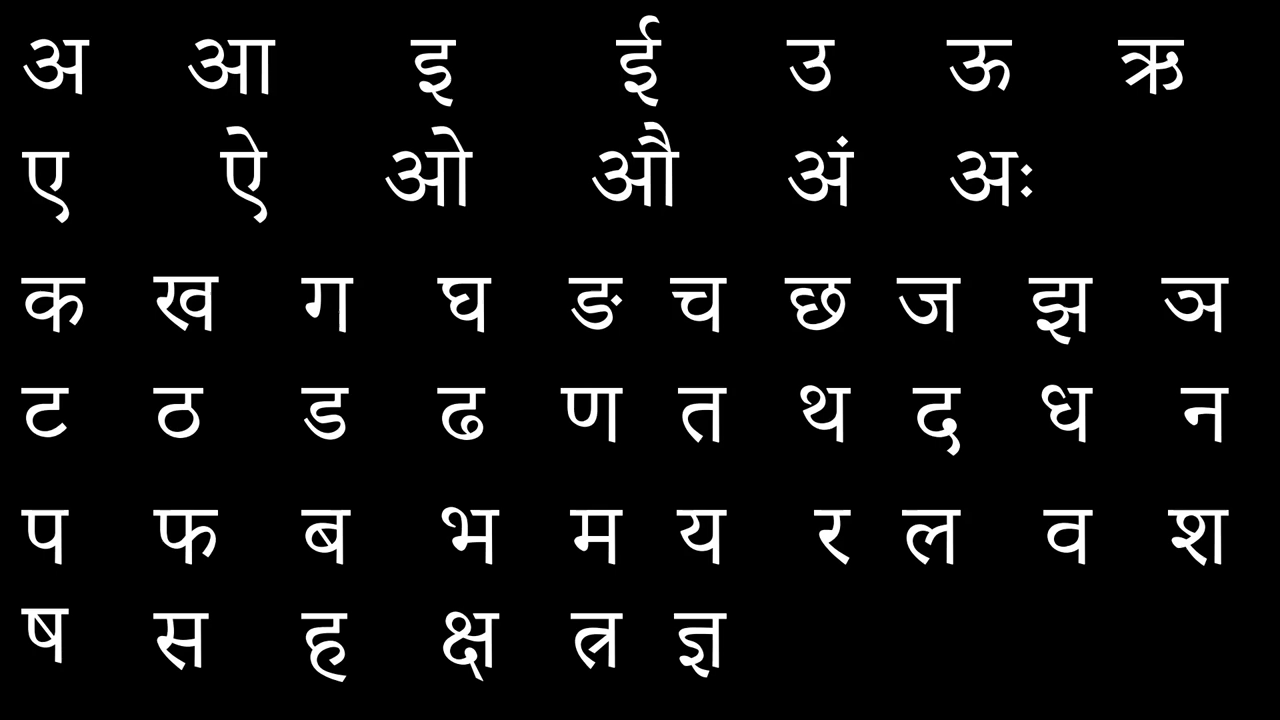 अ आ इ ई उ ऊ ऋ
ए ऐ ओ औ अं अः
क ख ग घ ङ च छ ज झ ञ
ट ठ ड ढ ण त थ द ध न
प फ ब भ म य र ल व श
ष स ह क्ष त्र ज्ञ